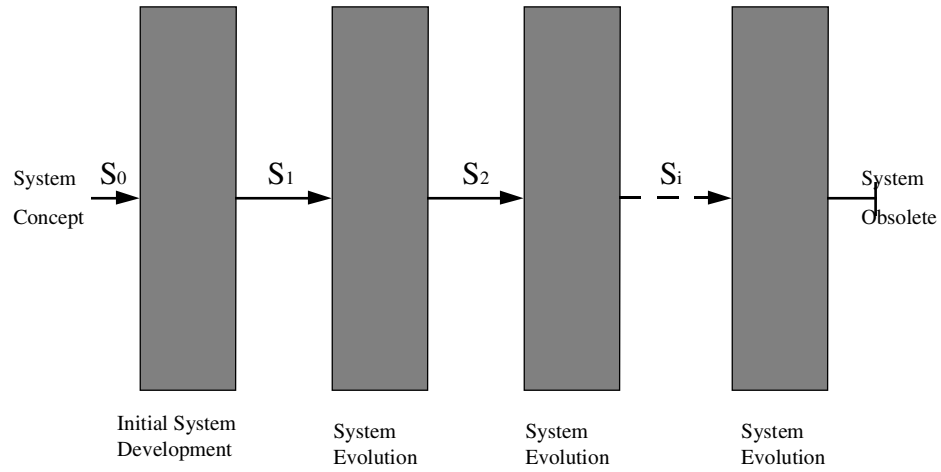 System
Concept
S0
S1
S2
Si
System
Obsolete
Initial System
Development
System
Evolution
System
Evolution
System
Evolution